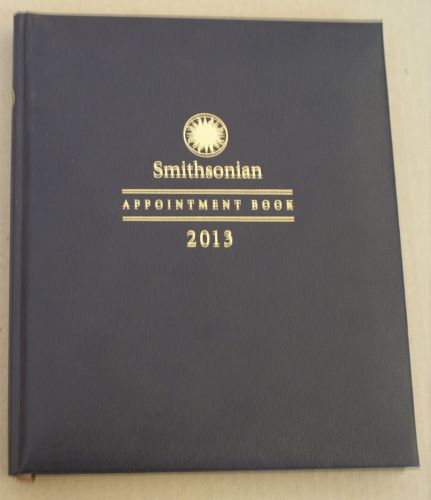 Smithsonian
APPOINTMENT BOOK
2013